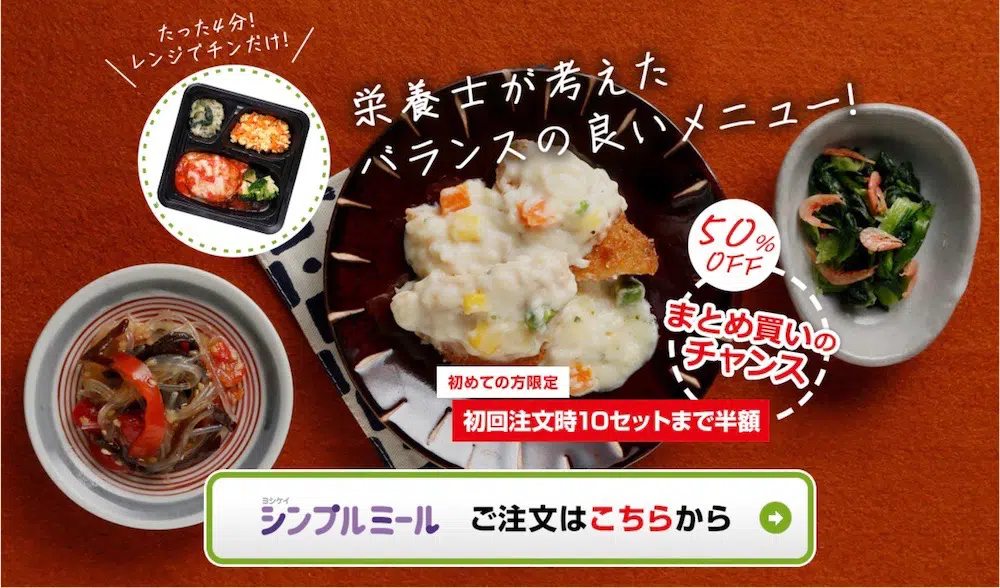 たった4分!
レンジでチンだけ!
栄養士が考えた
バランスの良いメニュー!
50%
OFF
まとめ買いの
チャンス
初めての方限定
初回注文時10セットまで半額
ヨシケイ
シンプルミール
ご注文はこちらから